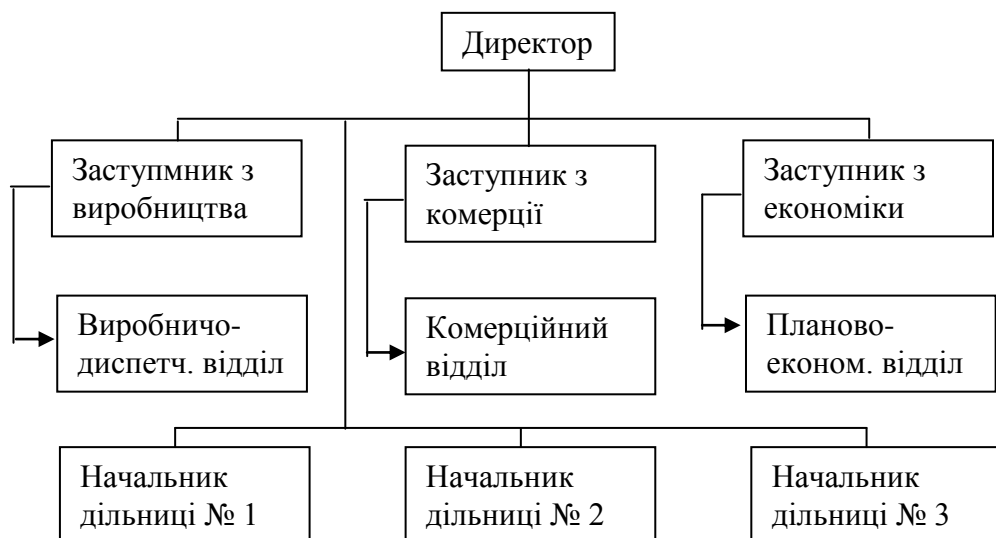 Директор
Заступмник з
виробництва
Заступник з
комерції
Заступник з
економіки
Виробничо-
диспетч. відділ
Комерційний
відділ
Планово-
економ. відділ
Начальник
дільниці № 1
Начальник
дільниці № 2
Начальник
дільниці № 3